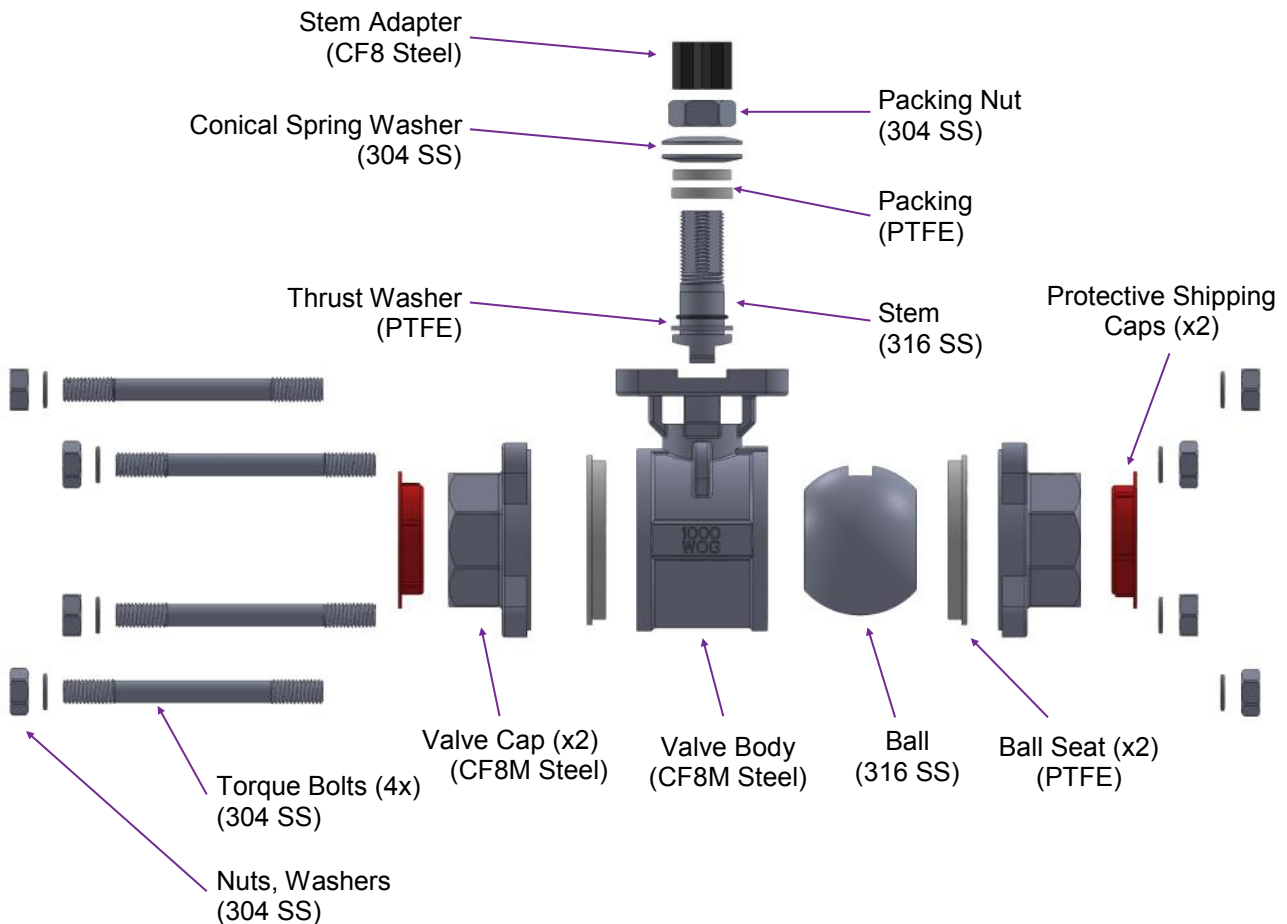 Stem Adapter
(CF8 Steel)
Packing Nut
(304 SS)
Conical Spring Washer
(304 SS)
Packing
(PTFE)
Thrust Washer
(PTFE)
Stem
(316 SS)
Protective Shipping
Caps (x2)
1000
WOG
Valve Cap (x2)
(CF8M Steel)
Valve Body
(CF8M Steel)
Ball
(316 SS)
Ball Seat (x2)
(PTFE)
Torque Bolts (4x)
(304 SS)
Nuts, Washers
(304 SS)